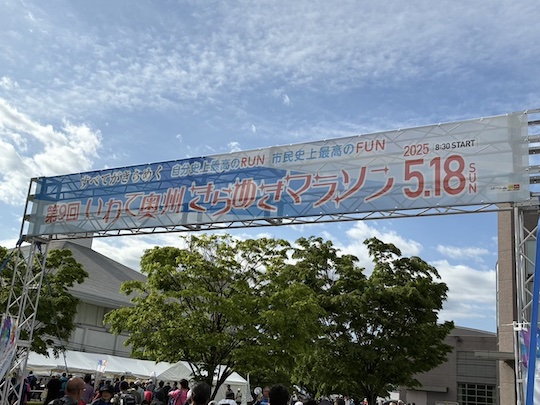 すべてがきらめく 自分史上最高のRUN 市民史上最高のFUN
第9回 いわて奥州きらめきマラソン
2025 8:30 START
5.18 SUN